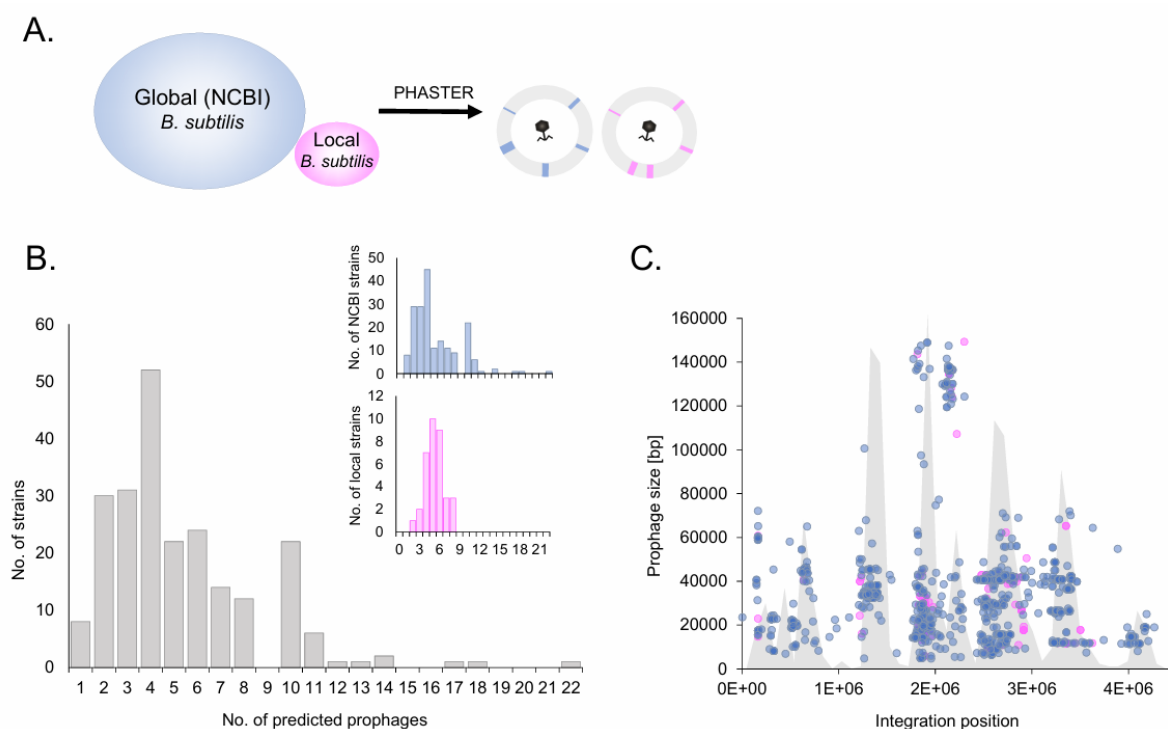 A.
Global (NCBI)
B. subtilis
Local
B. subtilis
PHASTER
B.
No. of strains
60
50
40
30
20
10
0
1 2 3 4 5 6 7 8 9 10 11 12 13 14 15 16 17 18 19 20 21 22
No. of predicted prophages
No. of NCBI strains
50
40
30
20
10
0
No. of local strains
12
10
8
6
4
2
0
0 3 6 9 12 15 18 21
C.
Prophage size [bp]
160000
140000
120000
100000
80000
60000
40000
20000
0
0E+00 1E+06 2E+06 3E+06 4E+06
Integration position